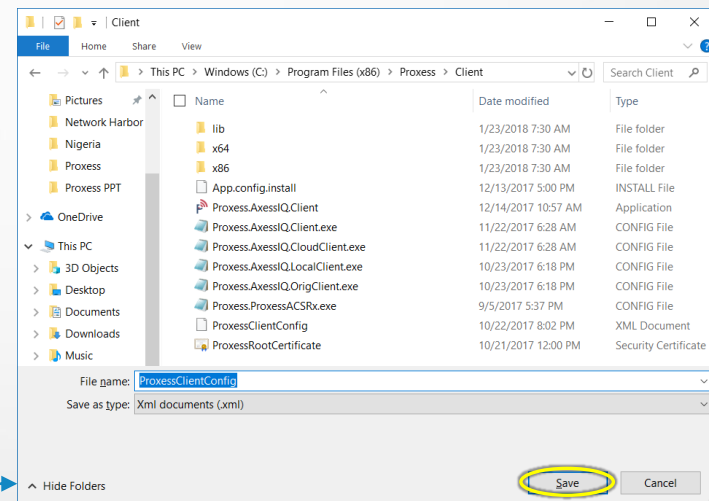 Client
File Home Share View
This PC > Windows (C:) > Program Files (x86) > Proxess > Client Search Client
Pictures
Network Harbor
Nigeria
Proxess
Proxess PPT
OneDrive
This PC
3D Objects
Desktop
Documents
Downloads
Music
Name Date modified Type
lib 1/23/2018 7:30 AM File folder
x64 1/23/2018 7:30 AM File folder
x86 1/23/2018 7:30 AM File folder
App.config.install 12/13/2017 5:00 PM INSTALL File
Proxess.AxessIQ.Client 12/14/2017 10:57 AM Application
Proxess.AxessIQ.Client.exe 11/22/2017 6:28 AM CONFIG File
Proxess.AxessIQ.CloudClient.exe 11/22/2017 6:28 AM CONFIG File
Proxess.AxessIQ.LocalClient.exe 10/23/2017 6:18 PM CONFIG File
Proxess.AxessIQ.OrigClient.exe 10/23/2017 6:18 PM CONFIG File
Proxess.ProxessACSRx.exe 9/5/2017 5:37 PM CONFIG File
ProxessClientConfig 10/22/2017 8:02 PM XML Document
ProxessRootCertificate 10/21/2017 12:00 PM Security Certificate
File name: ProxessClientConfig
Save as type: Xml documents (.xml)
Hide Folders Save Cancel